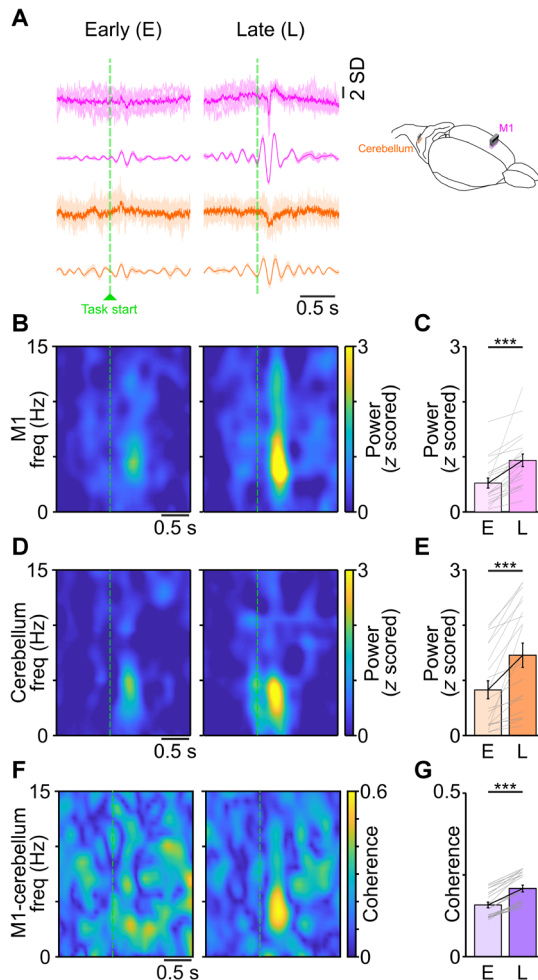 A
Early (E)
Late (L)
2 SD
M1
Cerebellum
Task start
0.5 s
B
15
M1
freq (Hz)
0
0.5 s
3
Power
(z scored)
0
C
***
3
Power
(z scored)
0
E
L
D
15
Cerebellum
freq (Hz)
0
0.5 s
3
Power
(z scored)
0
E
***
3
Power
(z scored)
0
E
L
F
15
M1-cerebellum
freq (Hz)
0
0.5 s
0.6
Coherence
0
G
***
0.5
Coherence
0
E
L